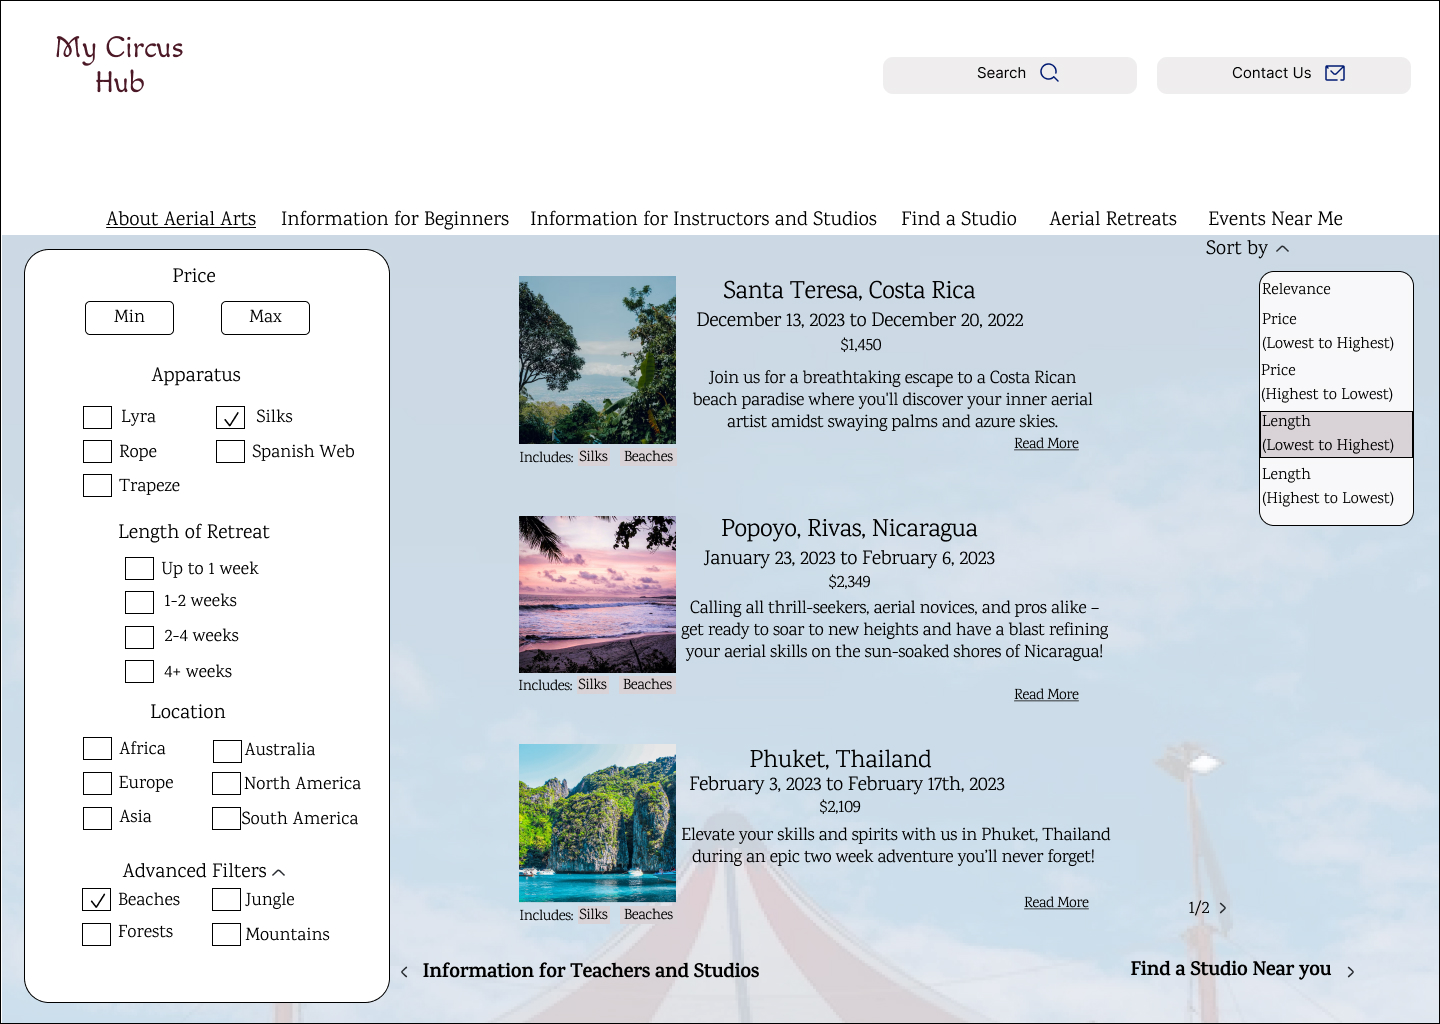 My Circus
Hub
Search
Contact Us
About Aerial Arts
Information for Beginners
Information for Instructors and Studios
Find a Studio
Aerial Retreats
Events Near Me
Sort by
Relevance
Price
(Lowest to Highest)
Price
(Highest to Lowest)
Length
(Lowest to Highest)
Length
(Highest to Lowest)
Price
Min
Max
Apparatus
Lyra
Silks
Rope
Spanish Web
Trapeze
Length of Retreat
Up to 1 week
1-2 weeks
2-4 weeks
4+ weeks
Location
Africa
Australia
Europe
North America
Asia
South America
Advanced Filters
Beaches
Jungle
Forests
Mountains
Santa Teresa, Costa Rica
December 13, 2023 to December 20, 2022
$1,450
Join us for a breathtaking escape to a Costa Rican
beach paradise where you'll discover your inner aerial
artist amidst swaying palms and azure skies.
Read More
Includes: Silks Beaches
Popoyo, Rivas, Nicaragua
January 23, 2023 to February 6, 2023
$2,349
Calling all thrill-seekers, aerial novices, and pros alike –
get ready to soar to new heights and have a blast refining
your aerial skills on the sun-soaked shores of Nicaragua!
Read More
Includes: Silks Beaches
Phuket, Thailand
February 3, 2023 to February 17th, 2023
$2,109
Elevate your skills and spirits with us in Phuket, Thailand
during an epic two week adventure you'll never forget!
Read More
Includes: Silks Beaches
1/2
Information for Teachers and Studios
Find a Studio Near you